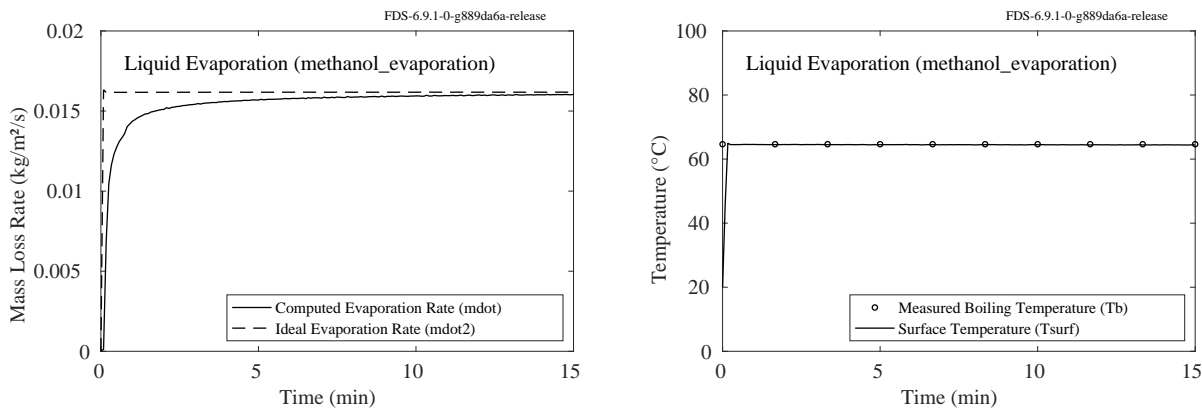 FDS-6.9.1-0-g889da6a-release
Liquid Evaporation (methanol_evaporation)
Mass Loss Rate (kg/m²/s)
0.02
0.015
0.01
0.005
0
Computed Evaporation Rate (mdot)
Ideal Evaporation Rate (mdot2)
0 5 10 15
Time (min)
FDS-6.9.1-0-g889da6a-release
Liquid Evaporation (methanol_evaporation)
Temperature (°C)
100
80
60
40
20
0
Measured Boiling Temperature (Tb)
Surface Temperature (Tsurf)
0 5 10 15
Time (min)